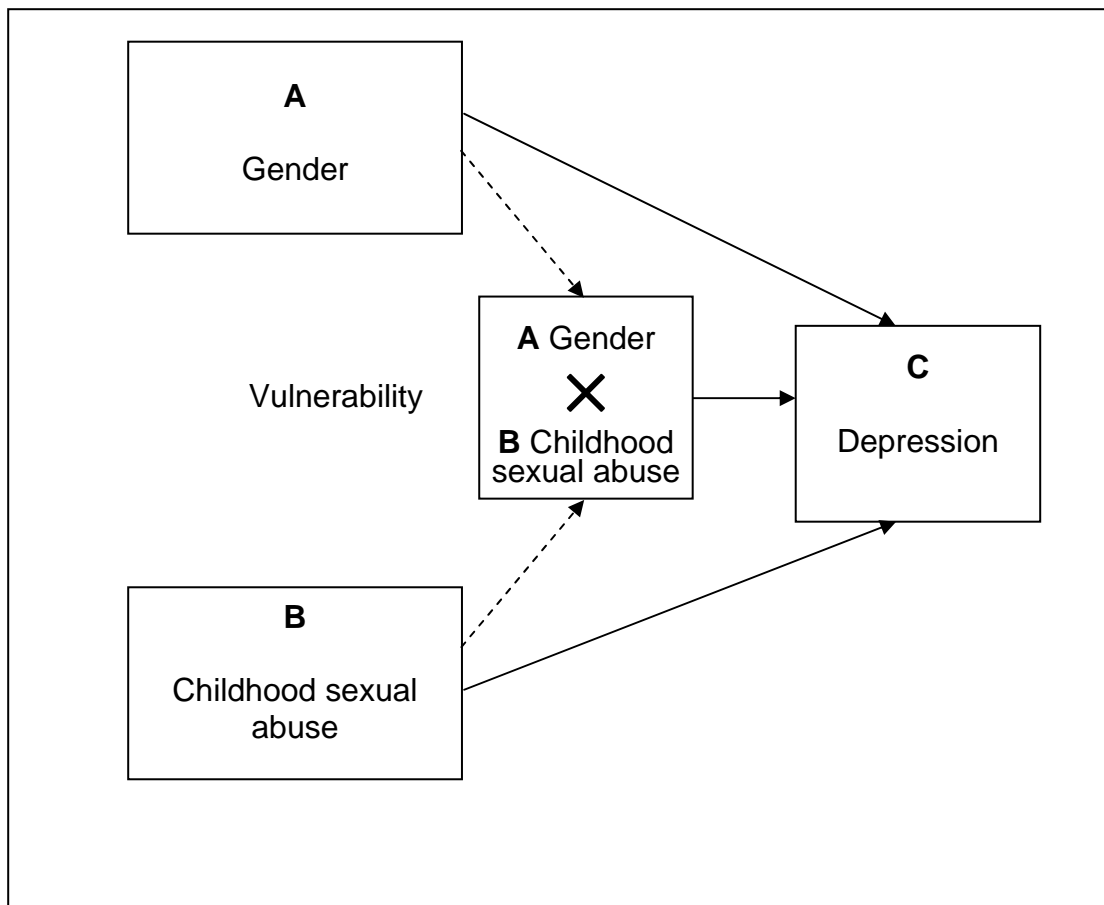 A
Gender
A Gender
×
B Childhood
sexual abuse
Vulnerability
C
Depression
B
Childhood sexual
abuse